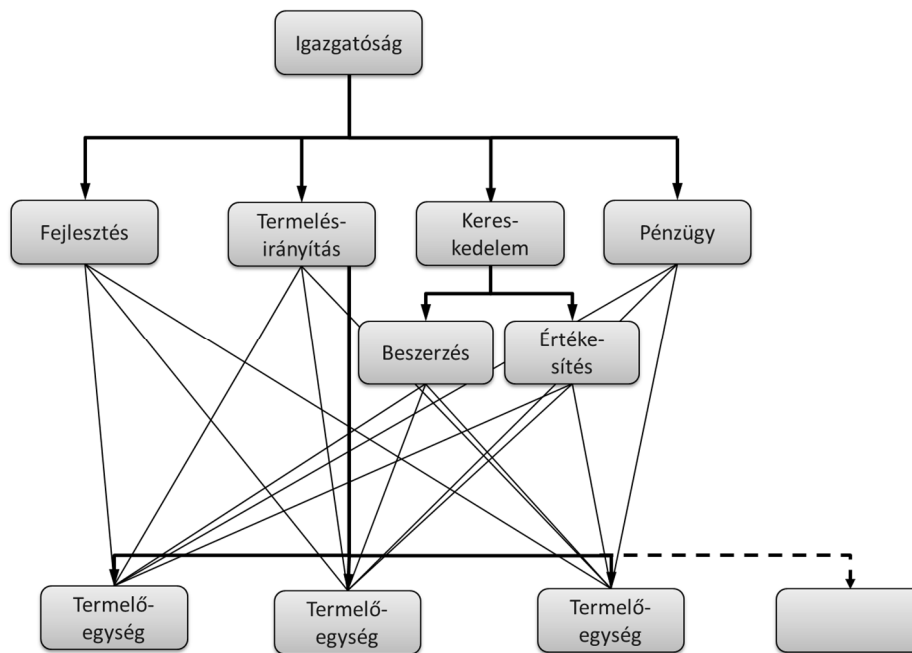 Igazgatóság
Fejlesztés
Termelés-
irányítás
Keres-
kedelem
Pénzügy
Beszerzés
Értéke-
sítés
Termelő-
egység
Termelő-
egység
Termelő-
egység